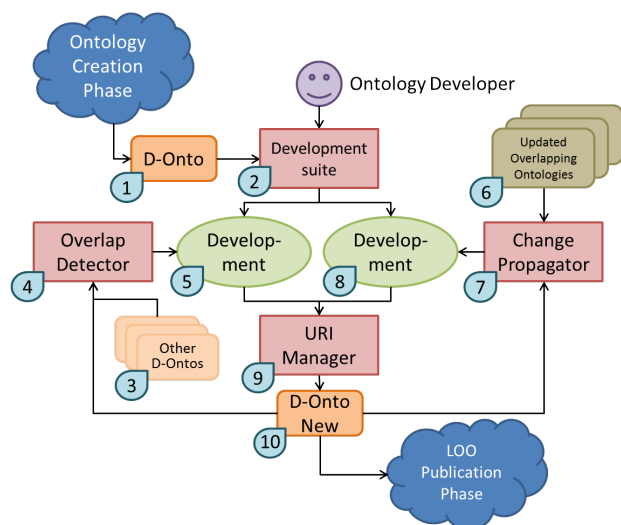 Ontology
Creation
Phase
Ontology Developer
D-Onto
1
Development
suite
2
Updated
Overlapping
Ontologies
6
Overlap
Detector
4
Develop-
ment
5
Develop-
ment
8
Change
Propagator
7
Other
D-Ontos
3
URI
Manager
9
D-Onto
New
10
LOO
Publication
Phase